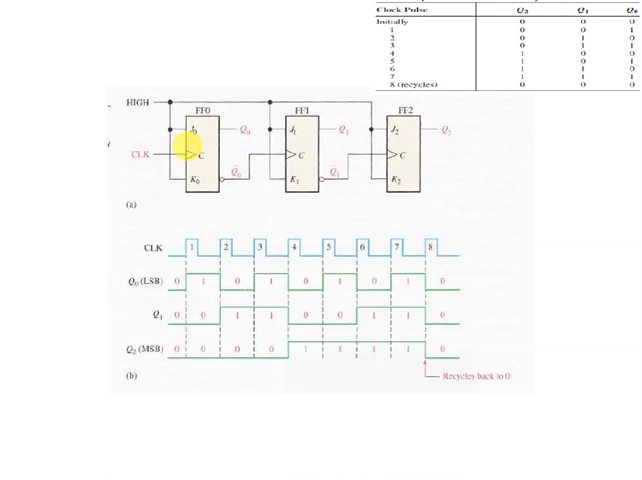 Clock Pulse Q2 Q1 Q0
Initially 0 0 0
1 0 0 1
2 0 1 0
3 0 1 1
4 1 0 0
5 1 0 1
6 1 1 0
7 1 1 1
8 (recycles) 0 0 0
HIGH
FF0 FF1 FF2
J0 Q0 J1 Q1 J2 Q2
CLK C C C
K0 Q̅0 K1 Q̅1 K2
(a)
CLK 1 2 3 4 5 6 7 8
Q0 (LSB) 0 1 0 1 0 1 0 1 0
Q1 0 0 1 1 0 0 1 1 0
Q2 (MSB) 0 0 0 0 1 1 1 1 0
(b) Recycles back to 0